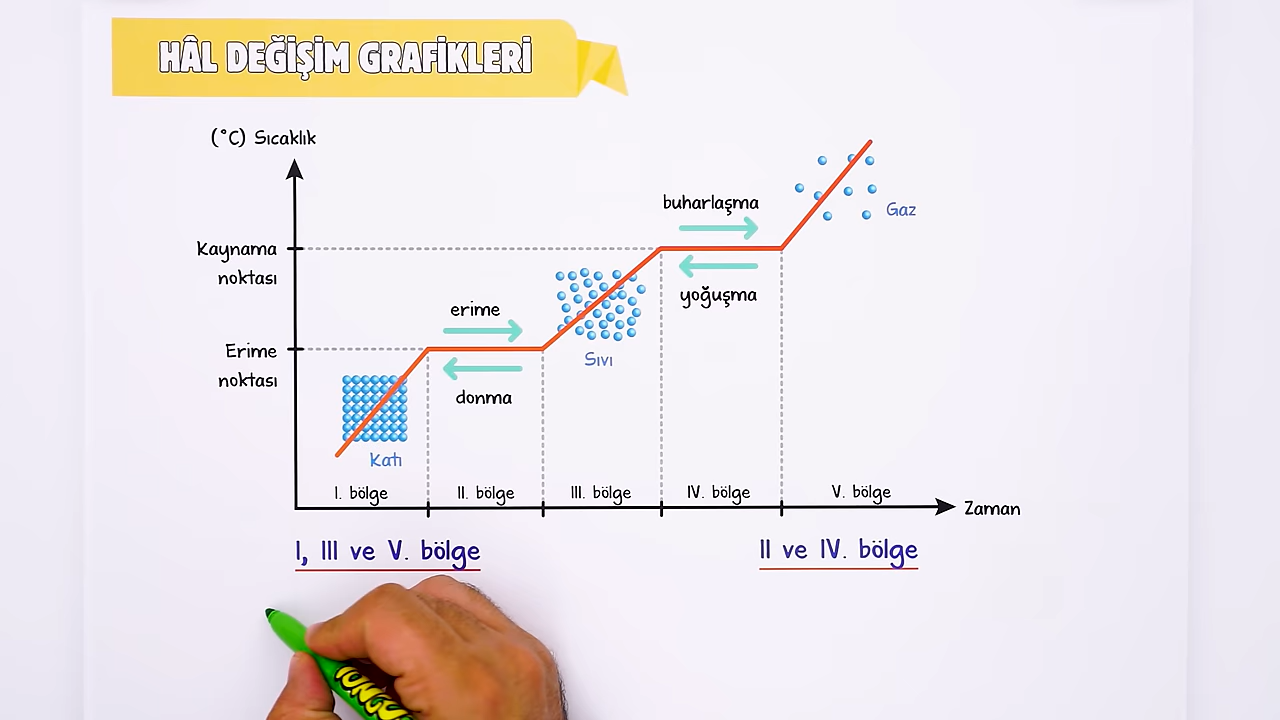 HÂL DEĞİŞİM GRAFİKLERİ
(°C) Sıcaklık
Kaynama
noktası
Erime
noktası
buharlaşma
yoğuşma
Gaz
erime
donma
Sıvı
Katı
I. bölge
II. bölge
III. bölge
IV. bölge
V. bölge
Zaman
I, III ve V. bölge
II ve IV. bölge